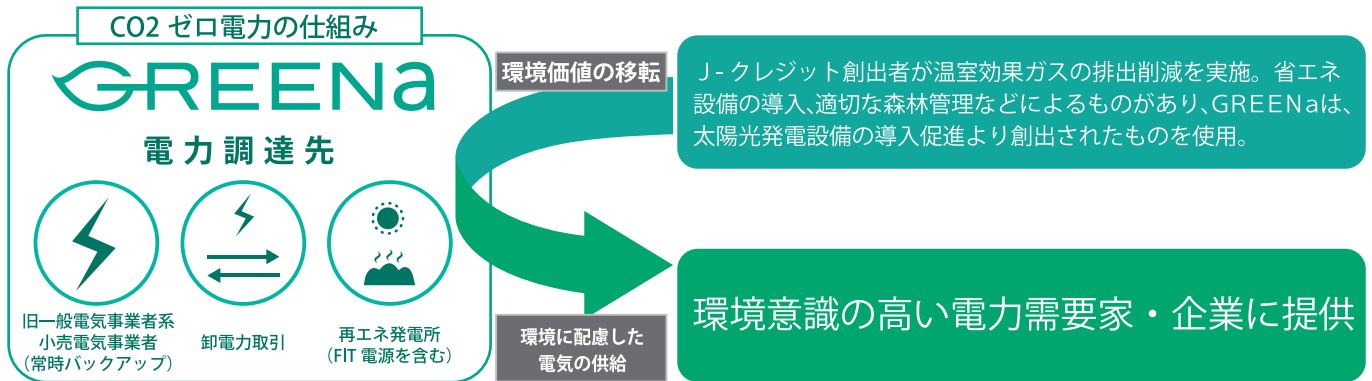 CO2 ゼロ電力の仕組み
GREENa
電力調達先
旧一般電気事業者系
小売電気事業者
（常時バックアップ）
卸電力取引
再エネ発電所
（FIT 電源を含む）
環境価値の移転
J-クレジット創出者が温室効果ガスの排出削減を実施。省エネ
設備の導入、適切な森林管理などによるものがあり、GREENaは、
太陽光発電設備の導入促進より創出されたものを使用。
環境に配慮した
電気の供給
環境意識の高い電力需要家・企業に提供